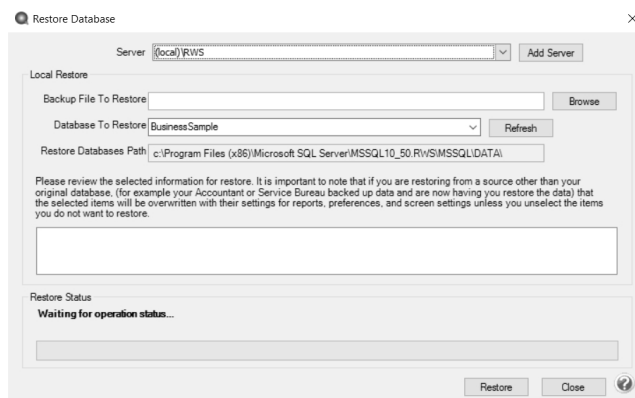 Restore Database
Server (local)\RWS Add Server
Local Restore
Backup File To Restore Browse
Database To Restore BusinessSample Refresh
Restore Databases Path c:\Program Files (x86)\Microsoft SQL Server\MSSQL10_50.RWS\MSSQL\DATA\
Please review the selected information for restore. It is important to note that if you are restoring from a source other than your
original database, (for example your Accountant or Service Bureau backed up data and are now having you restore the data) that
the selected items will be overwritten with their settings for reports, preferences, and screen settings unless you unselect the items
you do not want to restore.
Restore Status
Waiting for operation status...
Restore Close ?